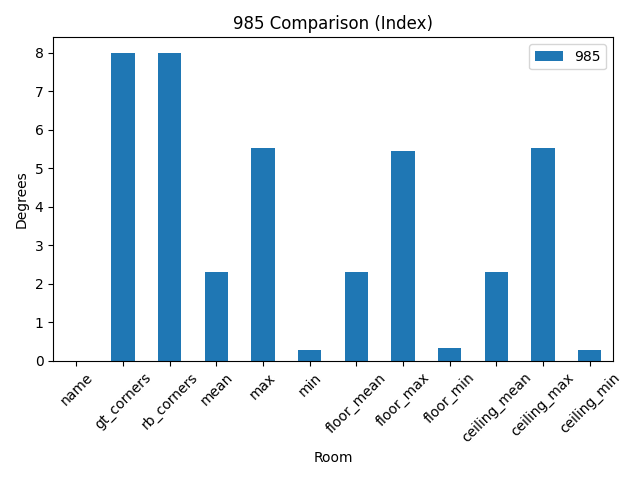 985 Comparison (Index)
985
8
7
6
5
4
3
2
1
0
Degrees
name
gt_corners
rb_corners
mean
max
min
floor_mean
floor_max
floor_min
ceiling_mean
ceiling_max
ceiling_min
Room